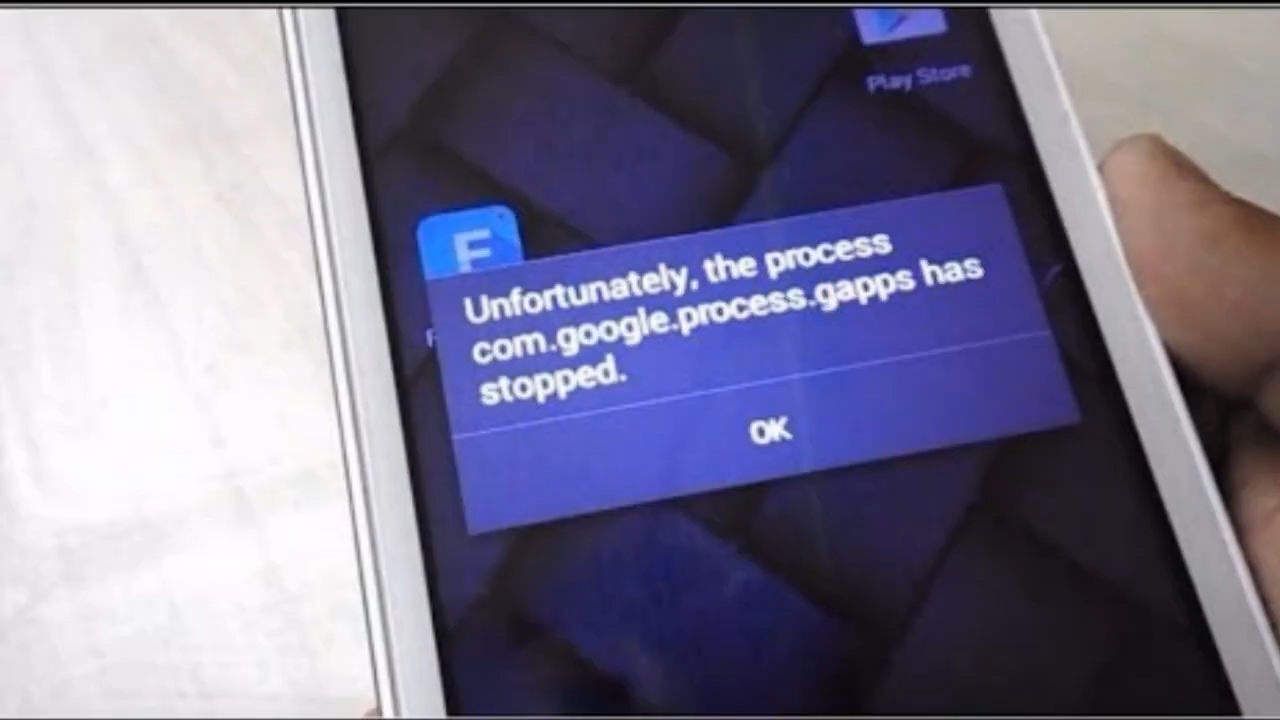 Play Store
F
Unfortunately, the process
com.google.process.gapps has
stopped.
OK